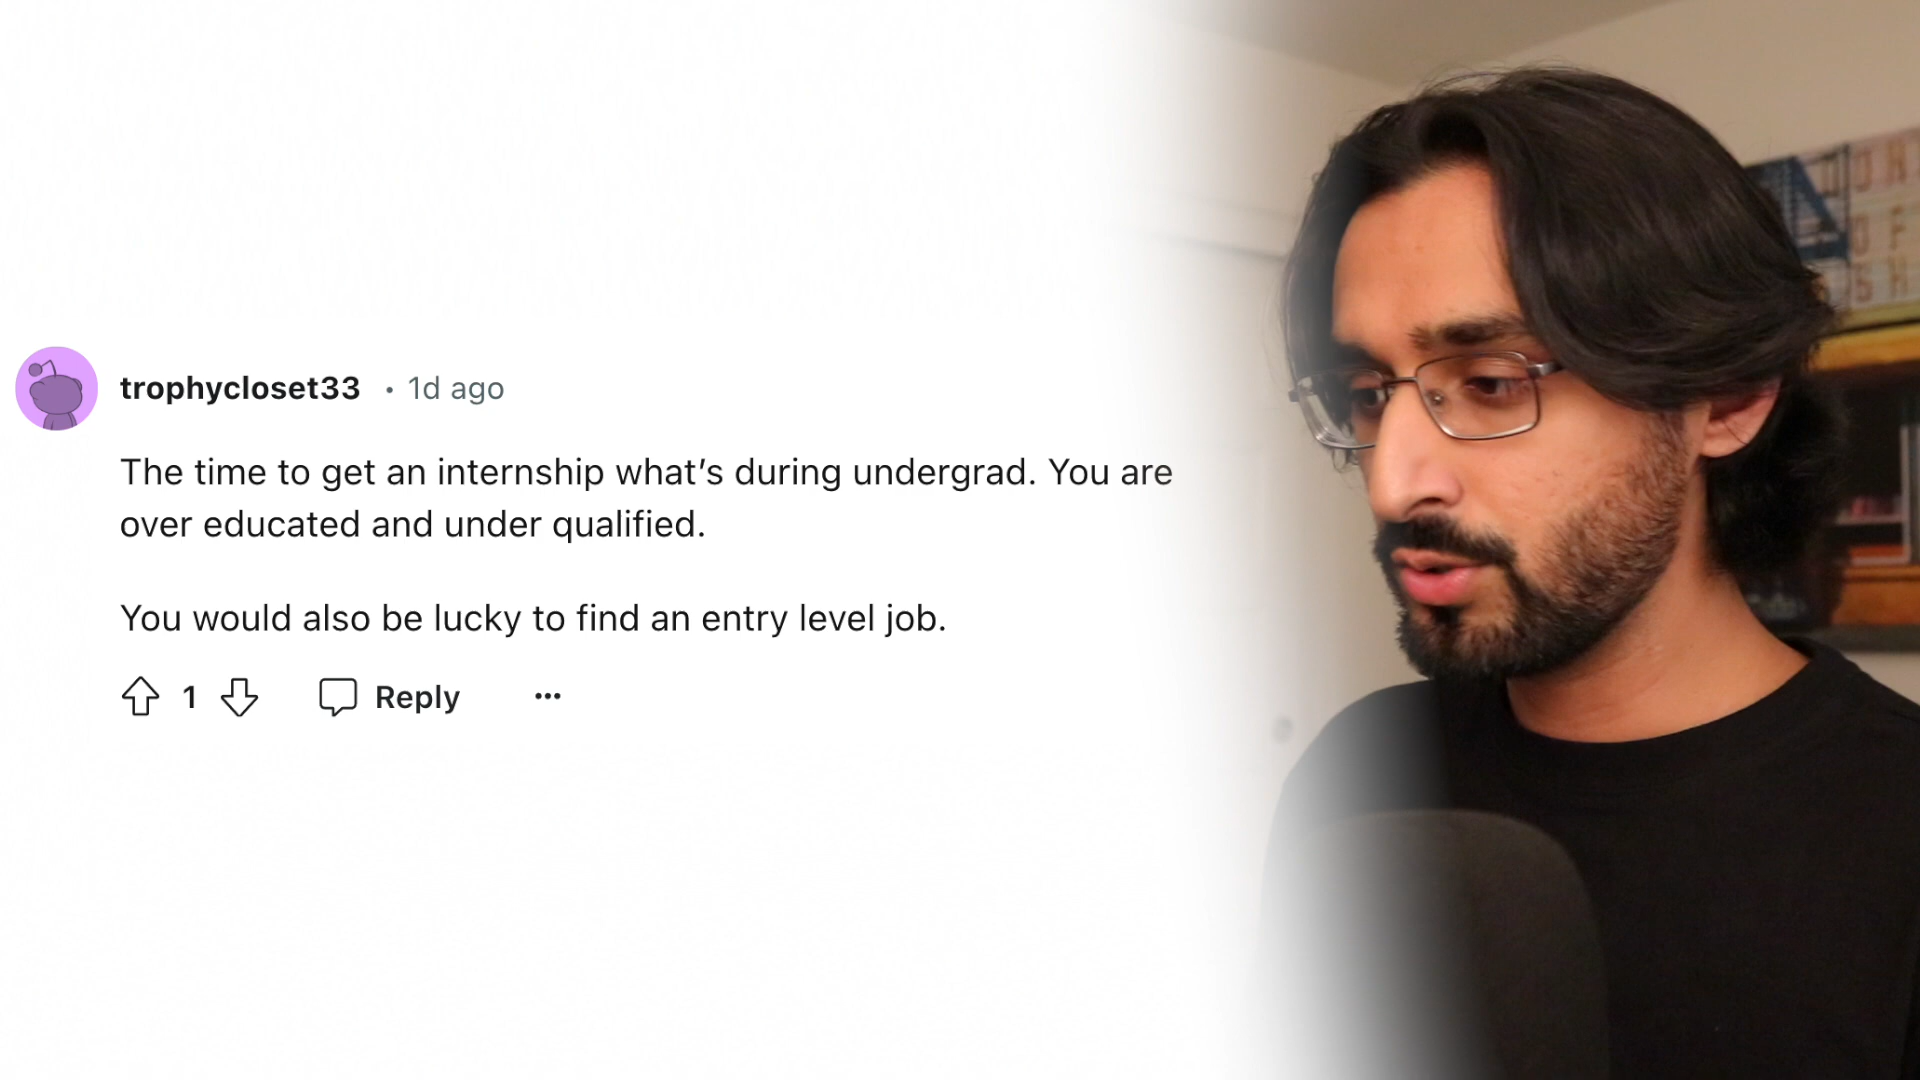 trophycloset33 • 1d ago
The time to get an internship what's during undergrad. You are
over educated and under qualified.
You would also be lucky to find an entry level job.
1 Reply ...